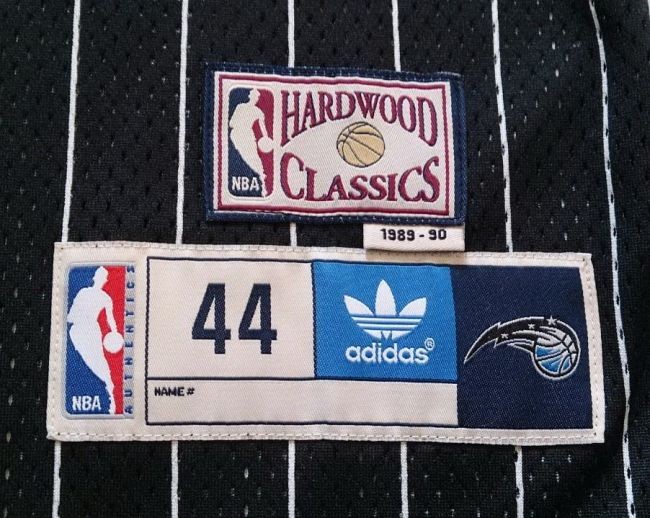 HARDWOOD
CLASSICS
NBA
1989 - 90
NBA
AUTHENTICS
44
NAME #
adidas®